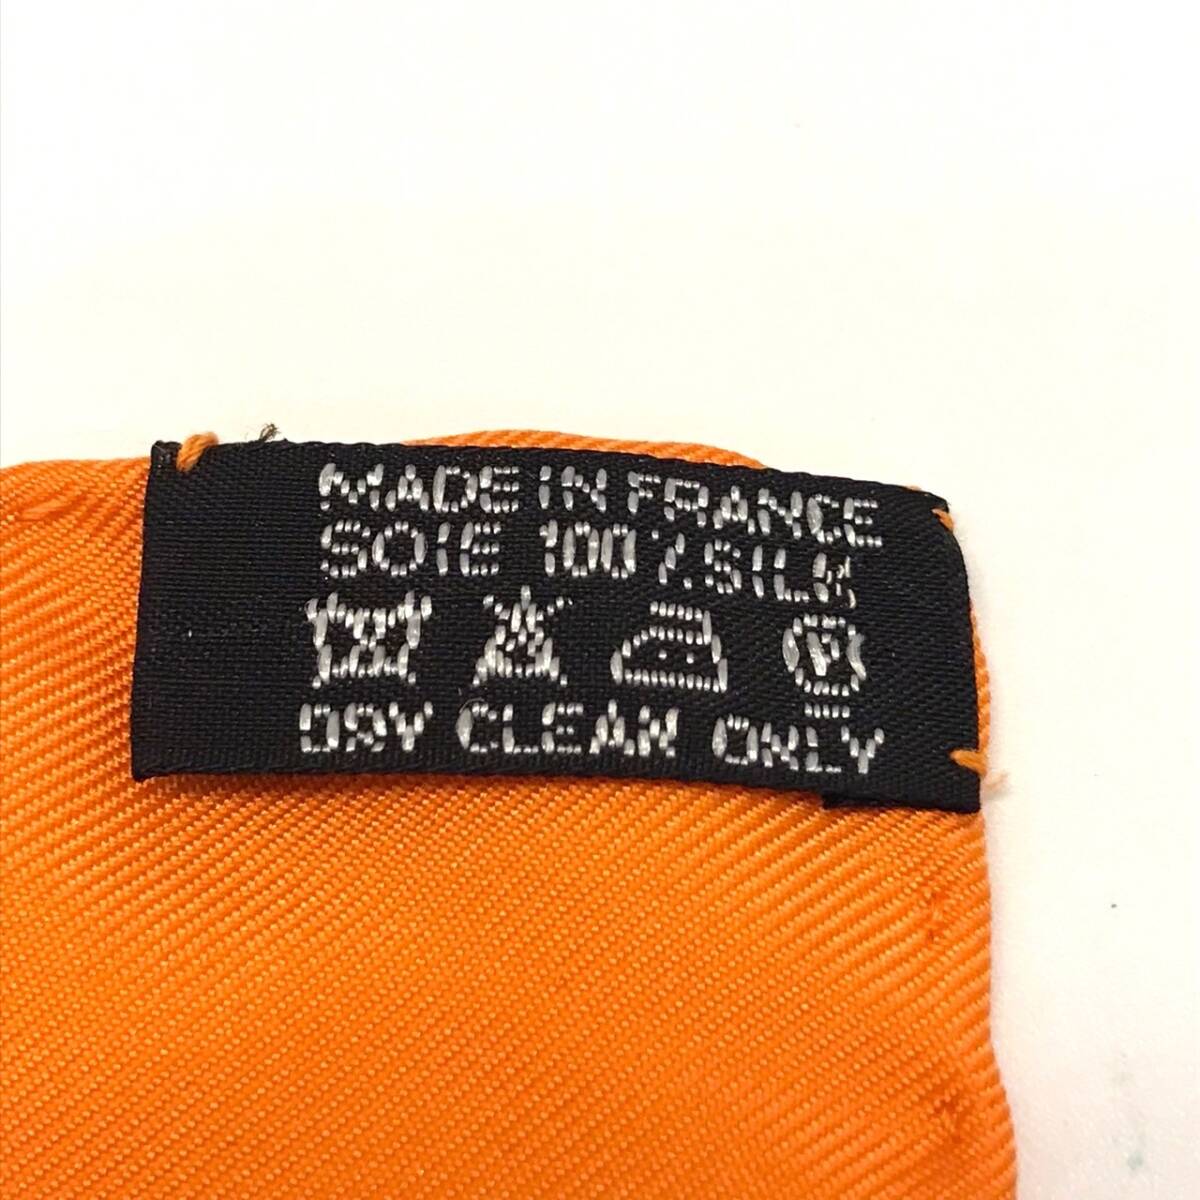 MADE IN FRANCE
SOIE 100% SILK
P
DRY CLEAN ONLY